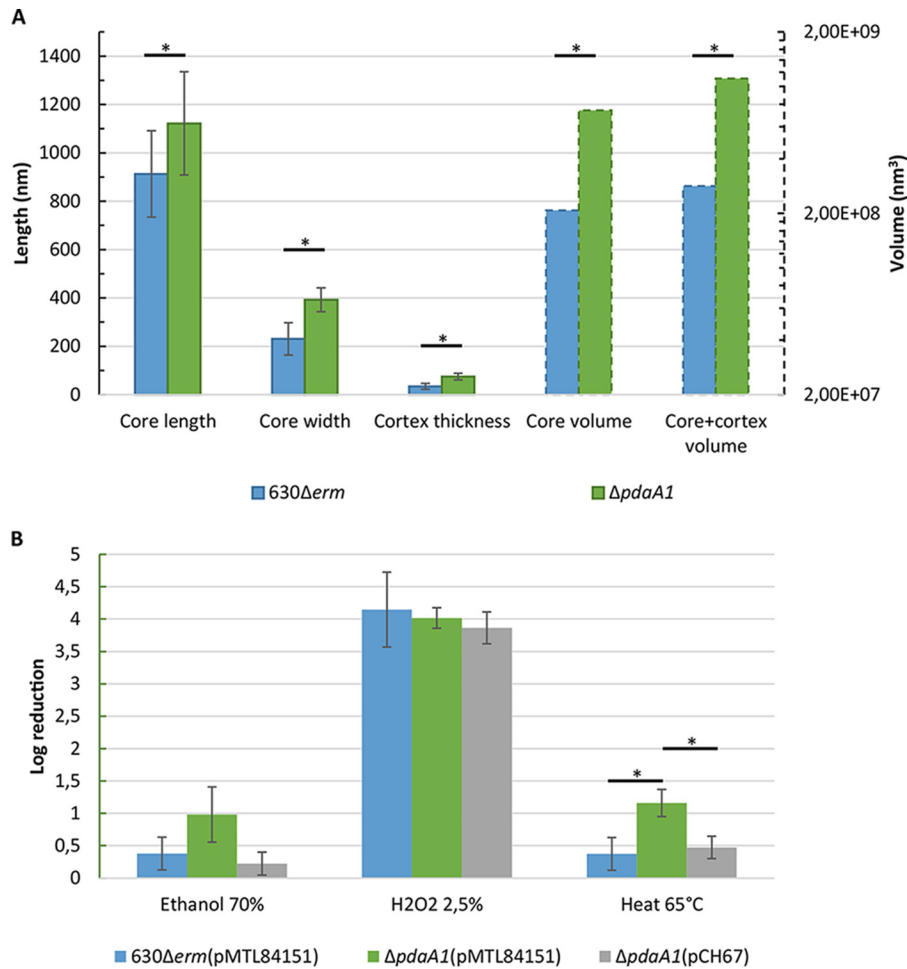 A
Length (nm)
1400
1200
1000
800
600
400
200
0
*
*
*
*
*
2,00E+09
2,00E+08
2,00E+07
Volume (nm³)
Core length
Core width
Cortex thickness
Core volume
Core+cortex
volume
630Δerm
ΔpdaA1
B
Log reduction
5
4,5
4
3,5
3
2,5
2
1,5
1
0,5
0
*
*
Ethanol 70%
H2O2 2,5%
Heat 65°C
630Δerm(pMTL84151)
ΔpdaA1(pMTL84151)
ΔpdaA1(pCH67)